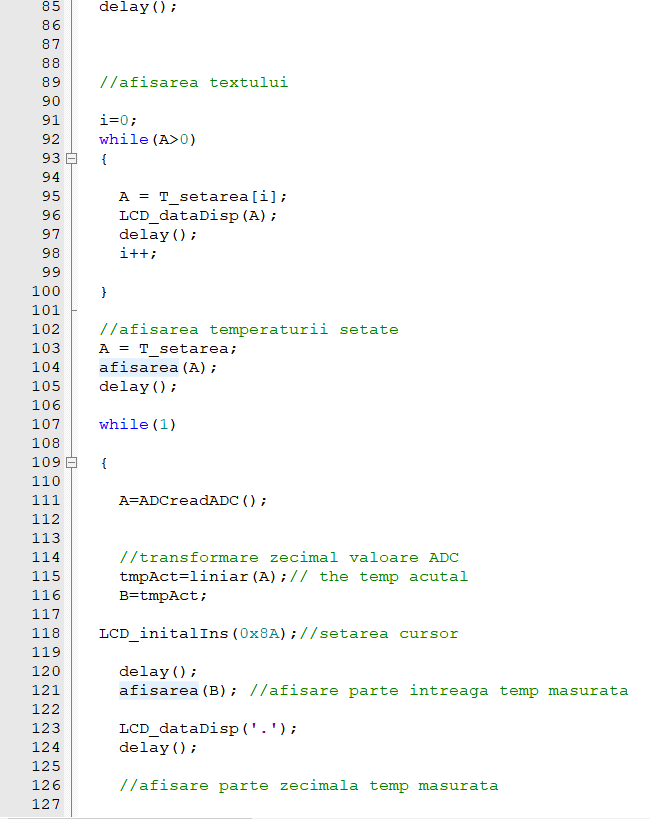 85 delay();
86
87
88
89 //afisarea textului
90
91 i=0;
92 while(A>0)
93 {
94
95 A = T_setarea[i];
96 LCD_dataDisp(A);
97 delay();
98 i++;
99
100 }
101
102 //afisarea temperaturii setate
103 A = T_setarea;
104 afisarea(A);
105 delay();
106
107 while(1)
108
109 {
110
111 A=ADCreadADC();
112
113
114 //transformare zecimal valoare ADC
115 tmpAct=liniar(A);// the temp acutal
116 B=tmpAct;
117
118 LCD_initalIns(0x8A);//setarea cursor
119
120 delay();
121 afisarea(B); //afisare parte intreaga temp masurata
122
123 LCD_dataDisp('.');
124 delay();
125
126 //afisare parte zecimala temp masurata
127